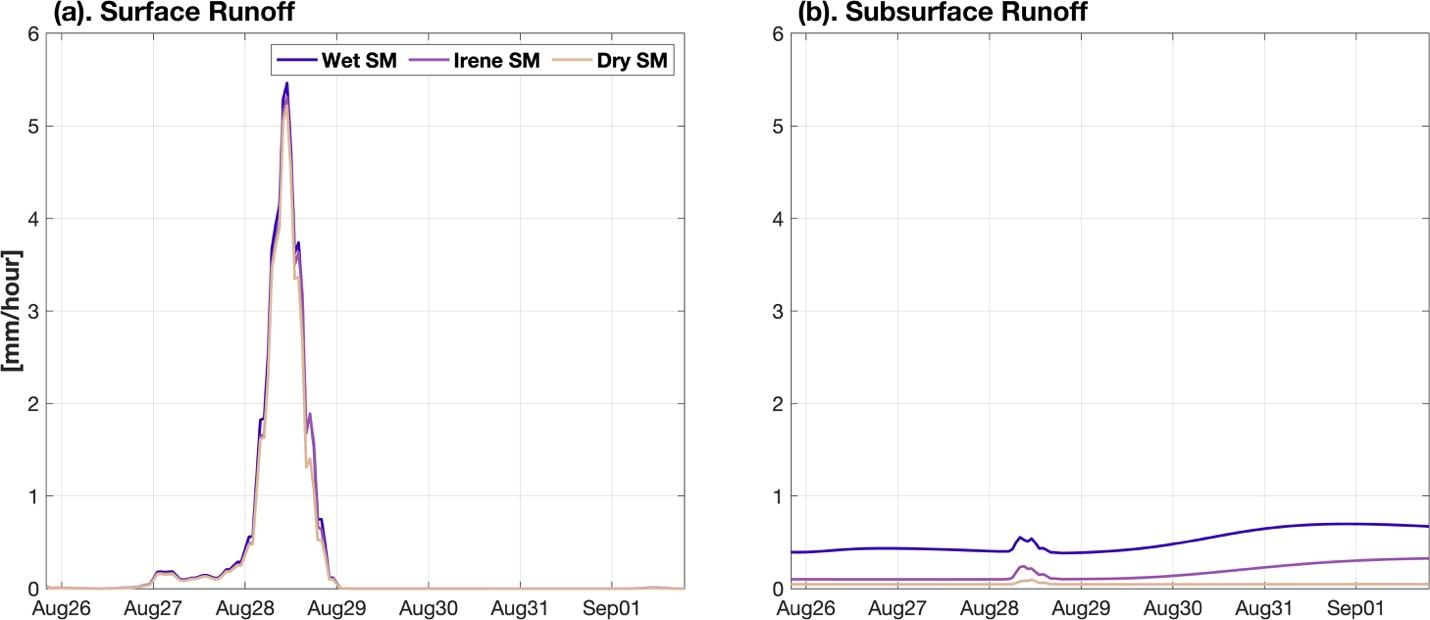 (a). Surface Runoff
6
5
4
3
2
1
0
[mm/hour]
Wet SM Irene SM Dry SM
Aug26 Aug27 Aug28 Aug29 Aug30 Aug31 Sep01
(b). Subsurface Runoff
6
5
4
3
2
1
0
Aug26 Aug27 Aug28 Aug29 Aug30 Aug31 Sep01